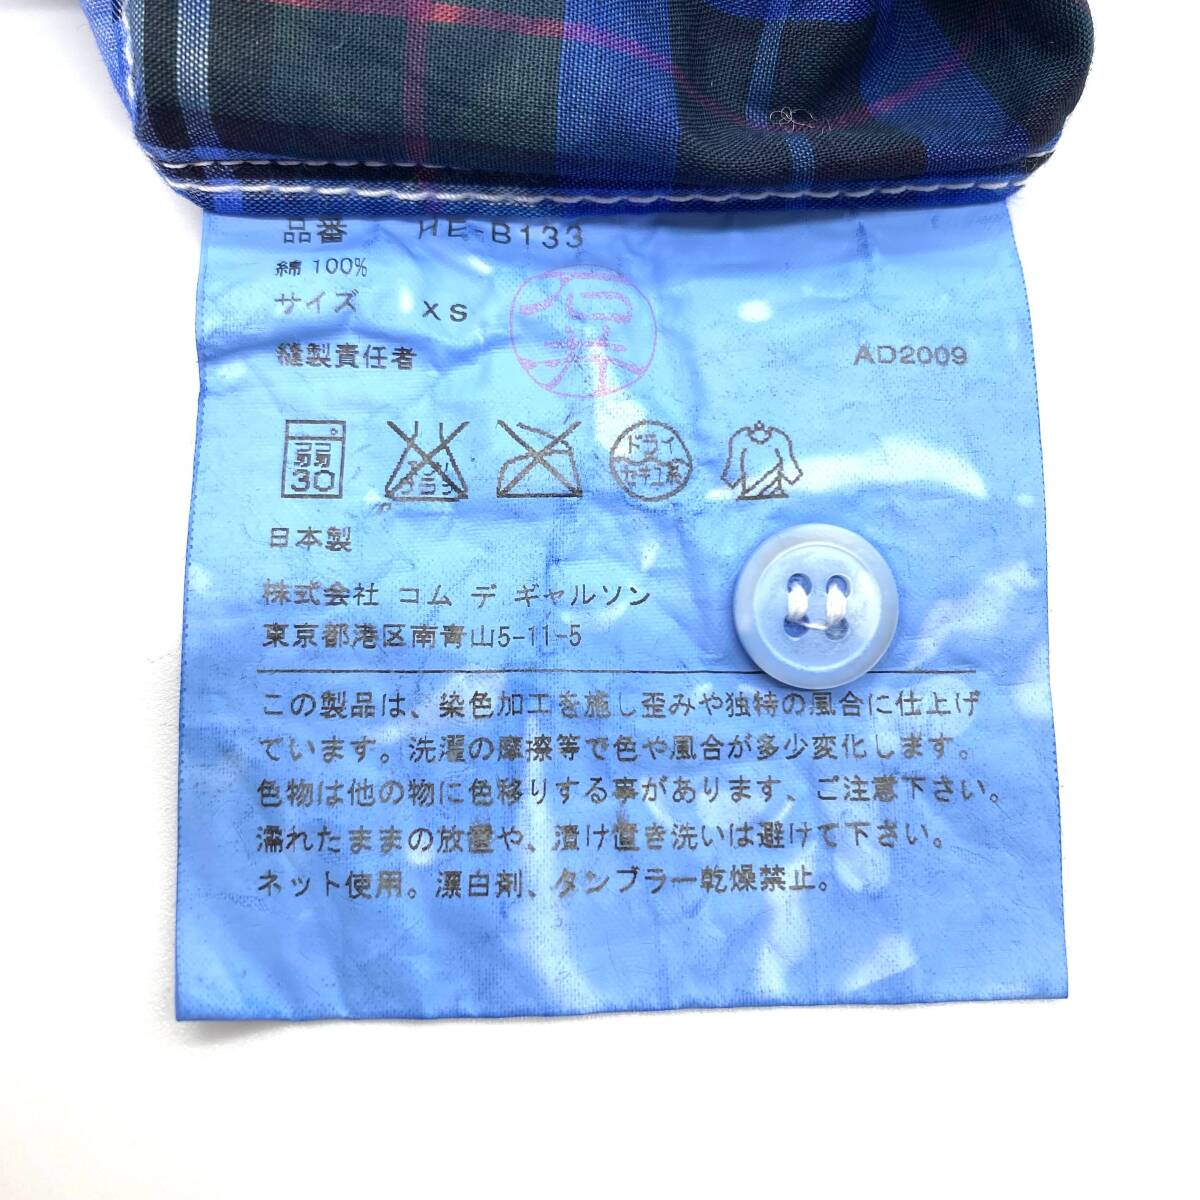 品番 HE-B133
綿 100%
サイズ XS
縫製責任者
AD2009
弱
30
ドライ
セキユ系
日本製
株式会社 コム デ ギャルソン
東京都港区南青山5-11-5
この製品は、染色加工を施し歪みや独特の風合に仕上げ
ています。洗濯の摩擦等で色や風合が多少変化します。
色物は他の物に色移りする事があります、ご注意下さい。
濡れたままの放置や、漬け置き洗いは避けて下さい。
ネット使用。漂白剤、タンブラー乾燥禁止。